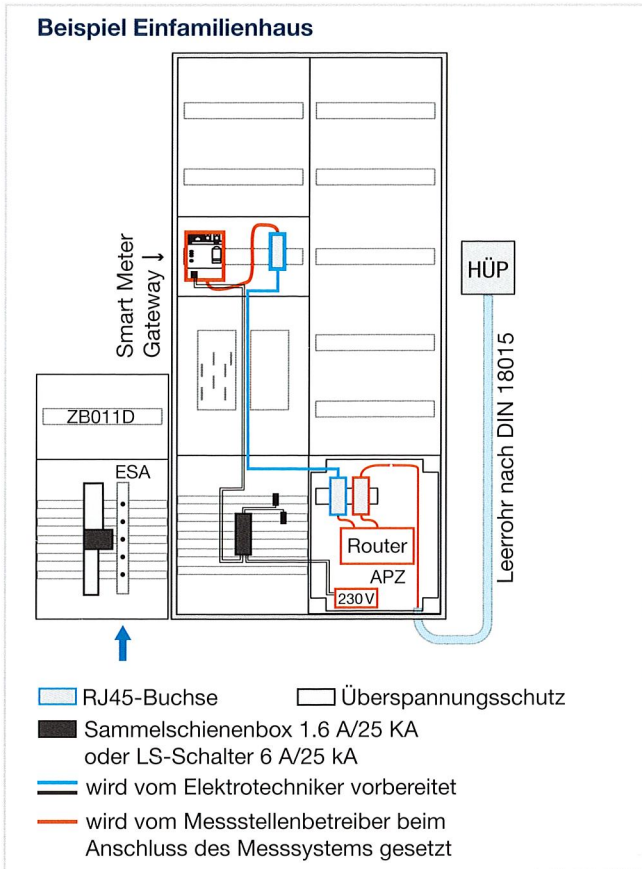 Beispiel Einfamilienhaus
Smart Meter
Gateway ↓
HÜP
Leerrohr nach DIN 18015
ZB011D
ESA
Router
APZ
230 V
RJ45-Buchse
Überspannungsschutz
Sammelschienenbox 1.6 A/25 KA
oder LS-Schalter 6 A/25 kA
wird vom Elektrotechniker vorbereitet
wird vom Messstellenbetreiber beim
Anschluss des Messsystems gesetzt